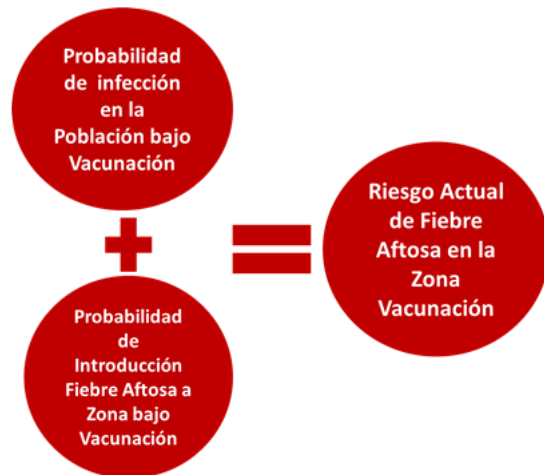 Probabilidad
de infección
en la
Población bajo
Vacunación
+
Probabilidad
de
Introducción
Fiebre Aftosa a
Zona bajo
Vacunación
=
Riesgo Actual
de Fiebre
Aftosa en la
Zona
Vacunación